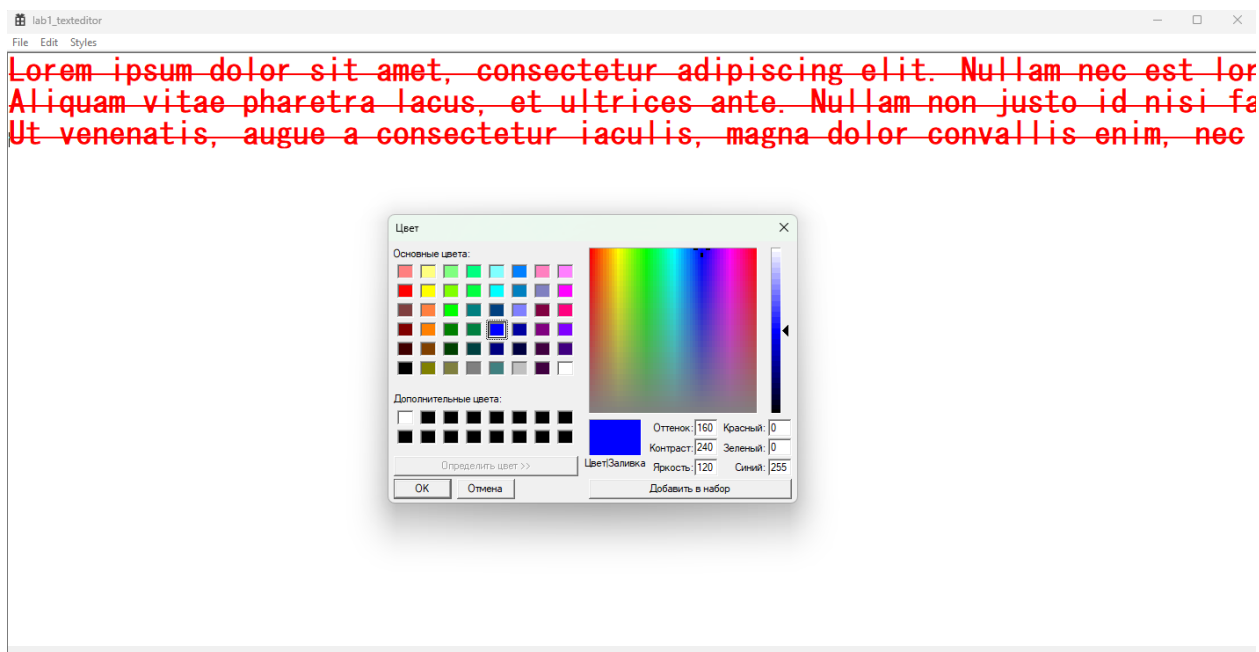 lab1_texteditor
File Edit Styles
Lorem ipsum dolor sit amet, consectetur adipiscing elit. Nullam nec est lor
Aliquam vitae pharetra lacus, et ultrices ante. Nullam non justo id nisi fa
Ut venenatis, augue a consectetur iaculis, magna dolor convallis enim, nec
Цвет
Основные цвета:
Дополнительные цвета:
Определить цвет >>
OK Отмена
Цвет|Заливка
Оттенок: 160 Красный: 0
Контраст: 240 Зеленый: 0
Яркость: 120 Синий: 255
Добавить в набор